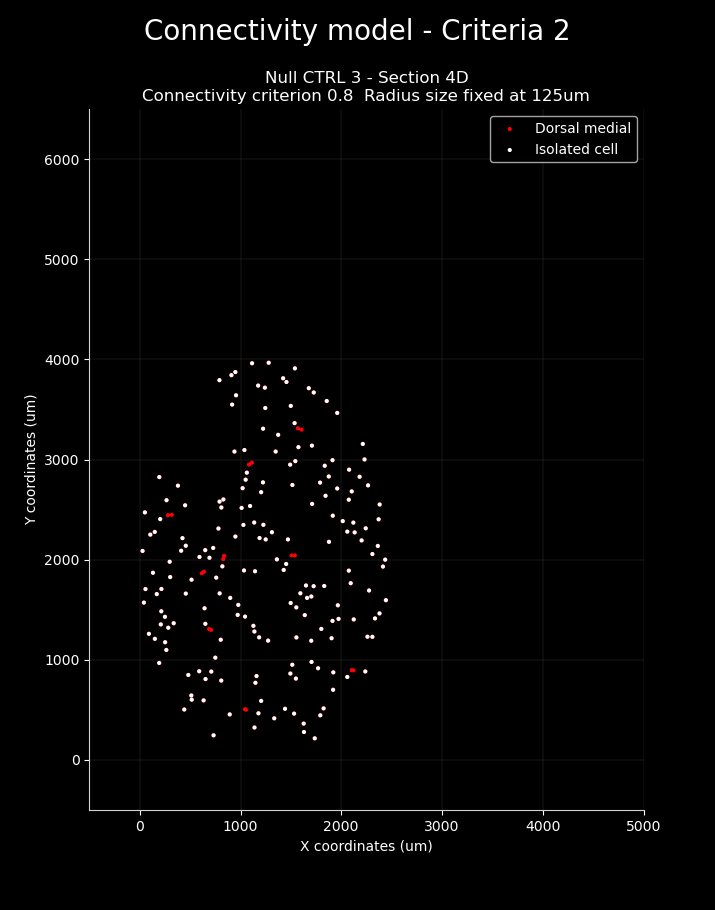 Connectivity model - Criteria 2
Null CTRL 3 - Section 4D
Connectivity criterion 0.8  Radius size fixed at 125um
Dorsal medial
Isolated cell
6000
5000
4000
3000
2000
1000
0
Y coordinates (um)
0
1000
2000
3000
4000
5000
X coordinates (um)